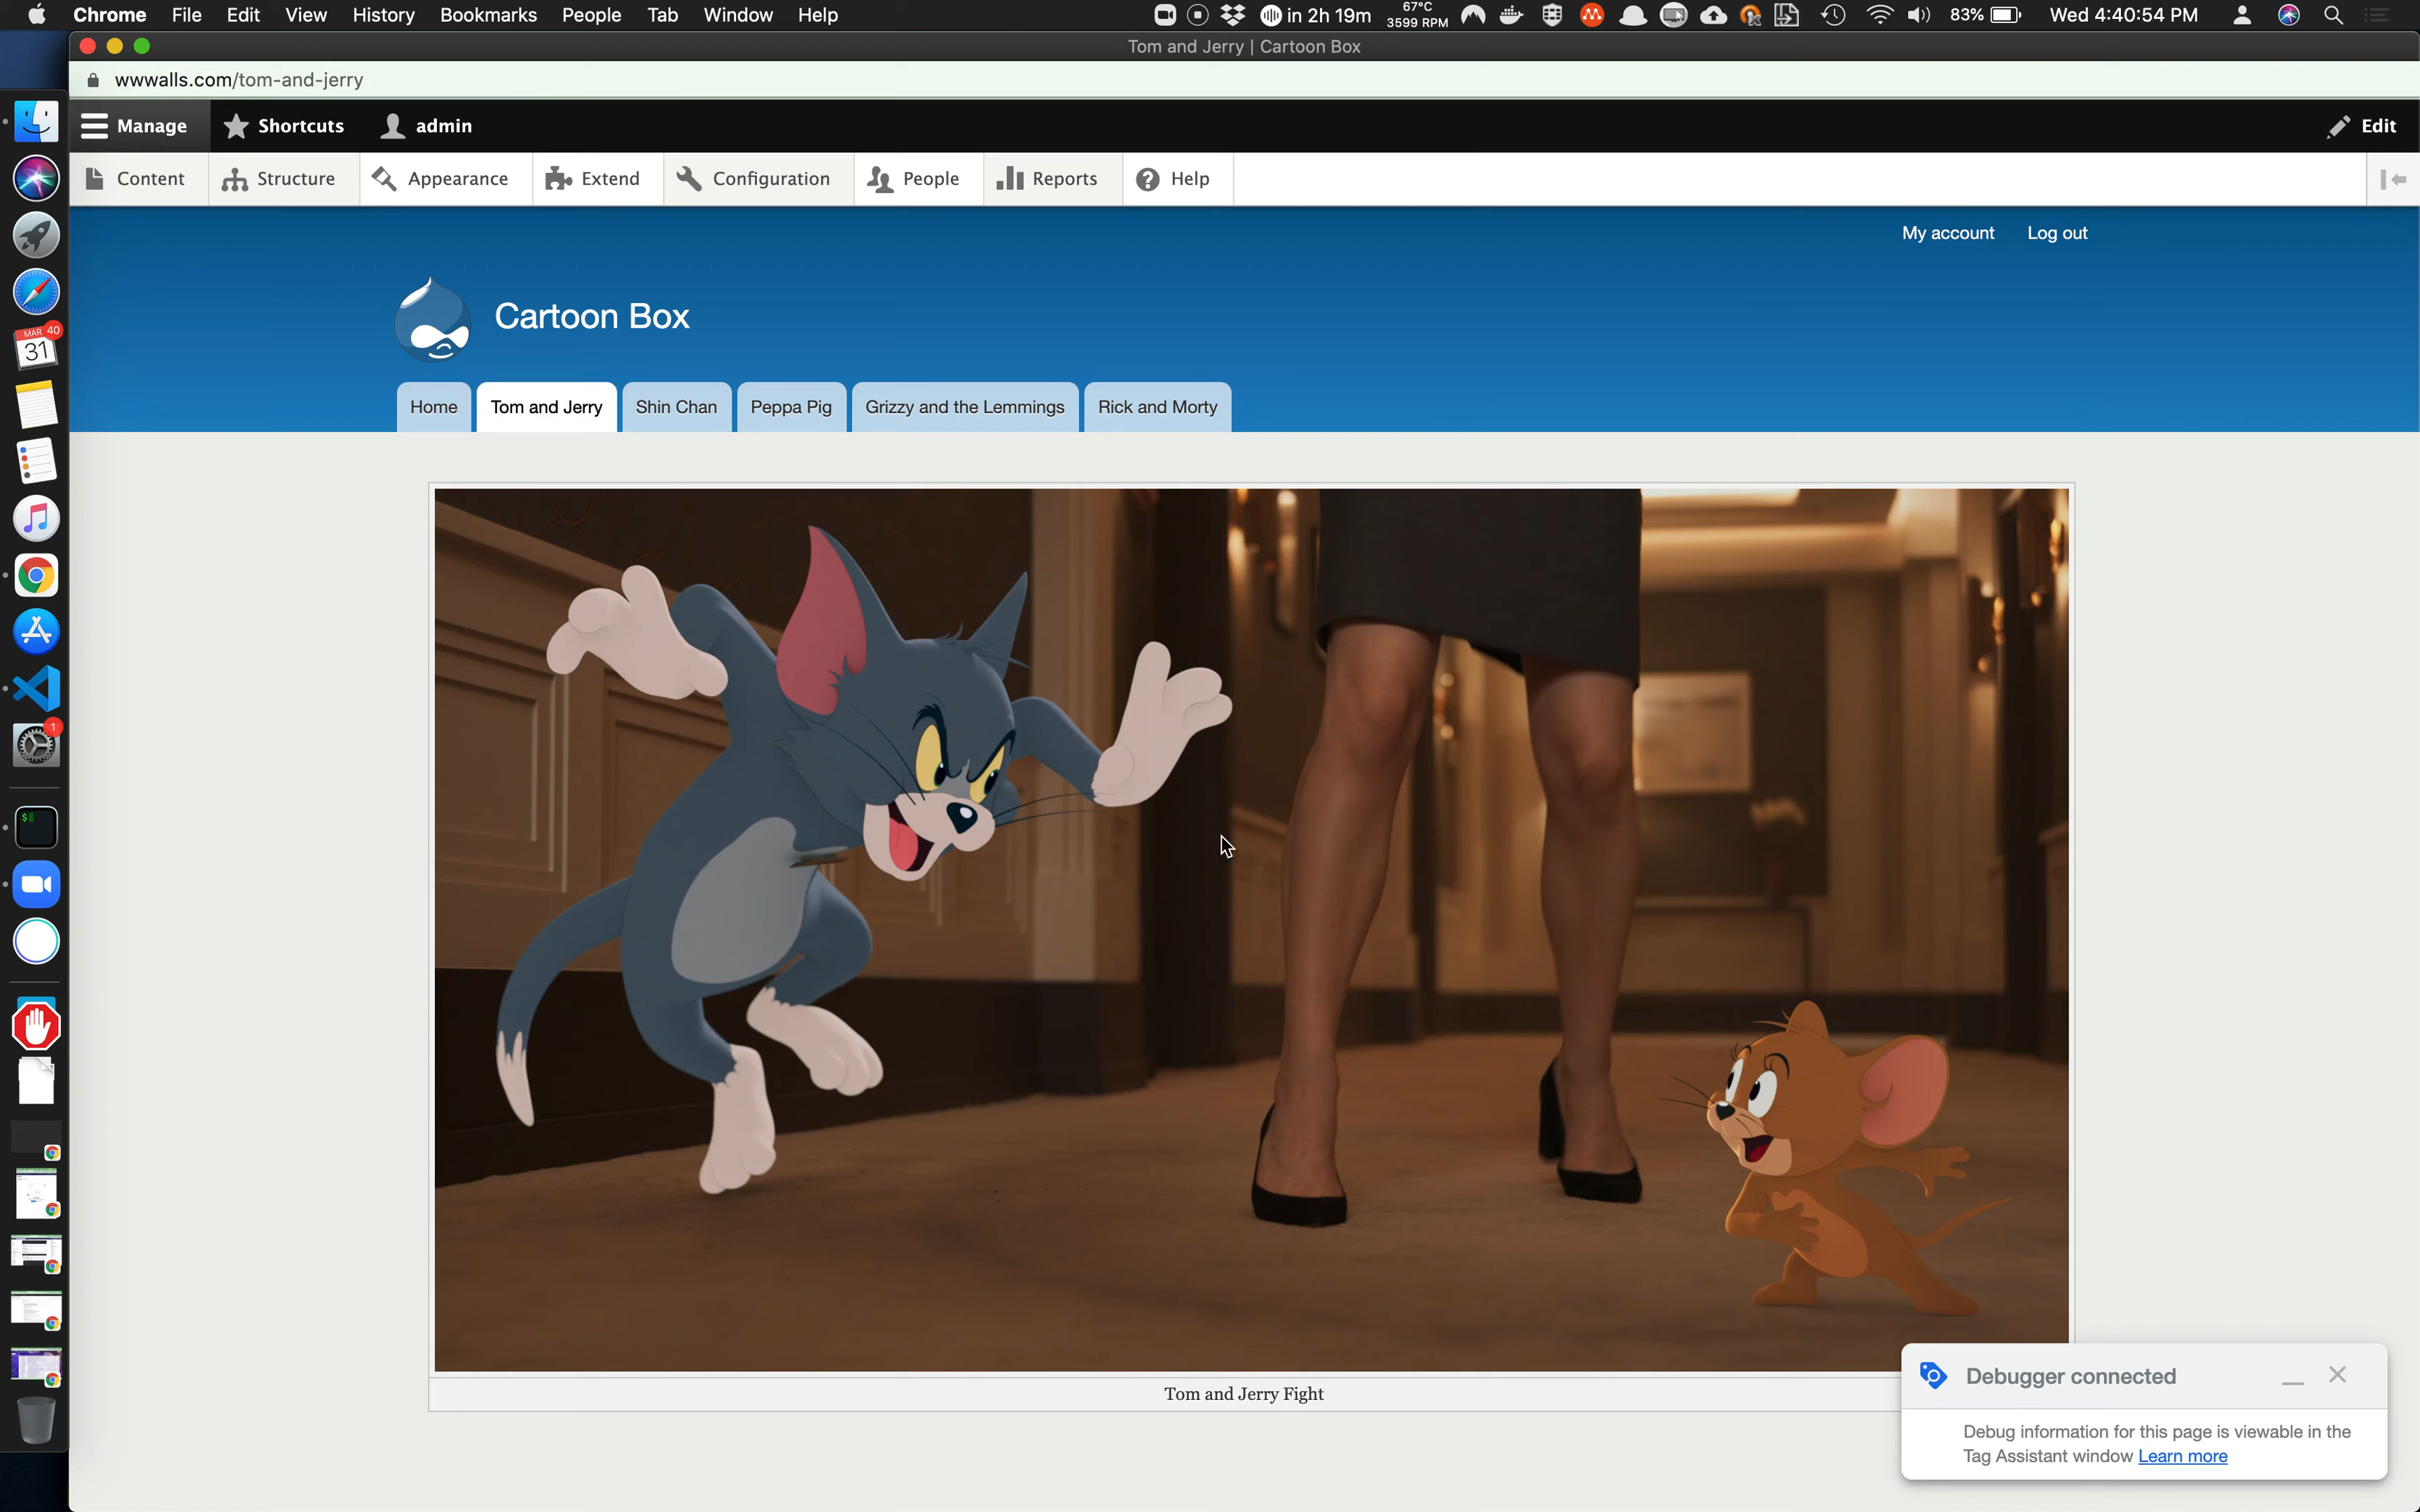 Chrome File Edit View History Bookmarks People Tab Window Help in 2h 19m 67°C 3599 RPM 83% Wed 4:40:54 PM
Tom and Jerry | Cartoon Box
wwwalls.com/tom-and-jerry
Manage Shortcuts admin Edit
Content Structure Appearance Extend Configuration People Reports Help
My account Log out
Cartoon Box
Home Tom and Jerry Shin Chan Peppa Pig Grizzy and the Lemmings Rick and Morty
MAR 40
31
1
$
Tom and Jerry Fight
Debugger connected
Debug information for this page is viewable in the
Tag Assistant window Learn more